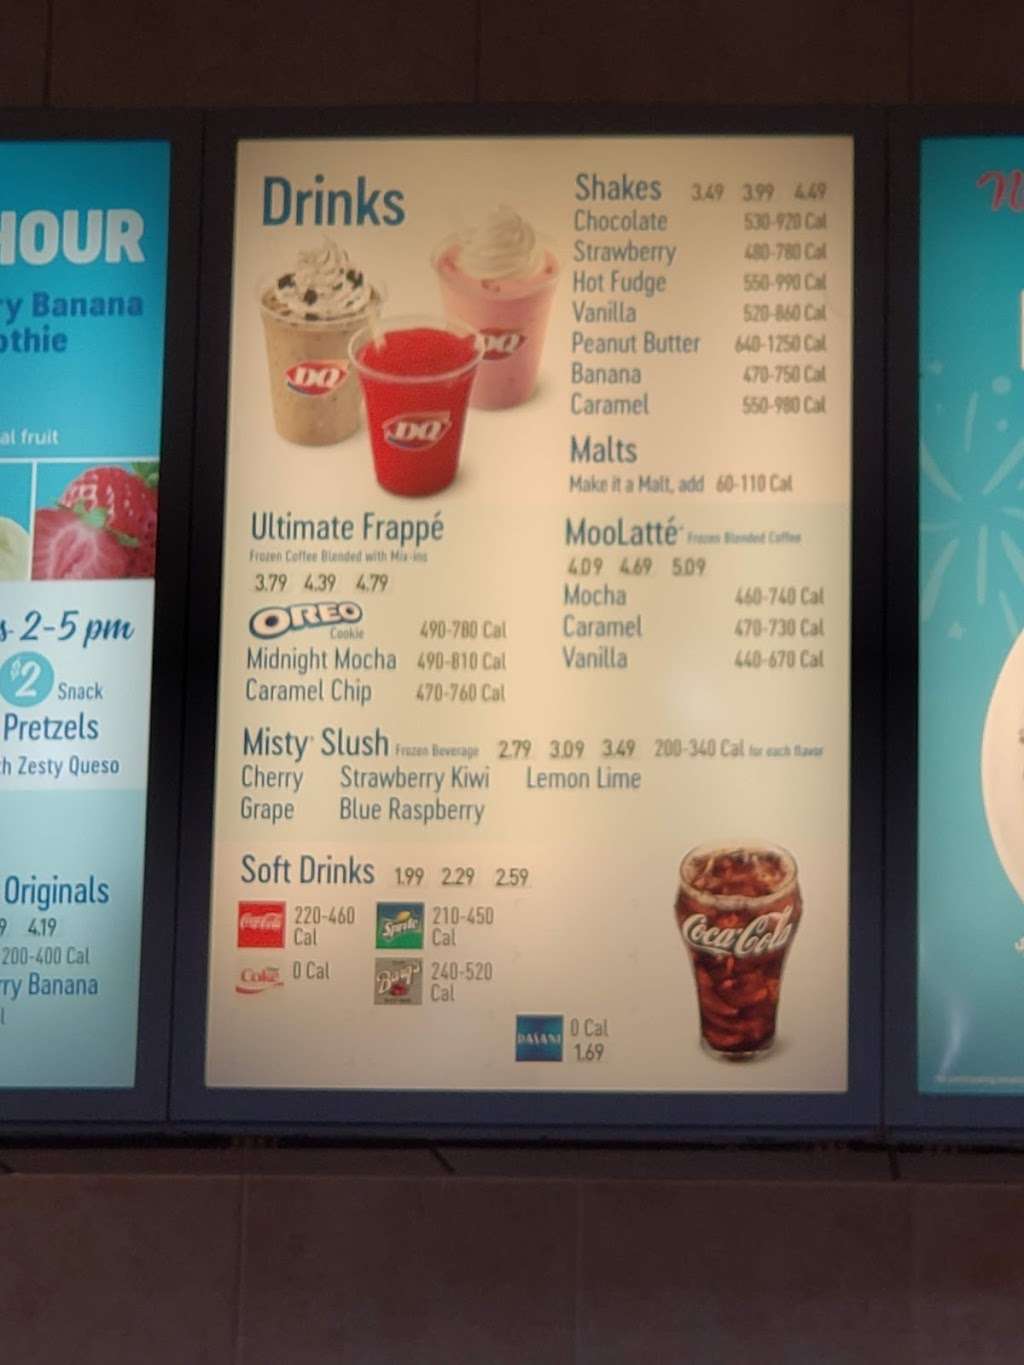 HOUR
ry Banana
othie
al fruit
s 2-5 pm
$2 Snack
Pretzels
th Zesty Queso
Originals
9 4.19
200-400 Cal
rry Banana
l
Drinks
DQ
DQ
DQ
Shakes 3.49 3.99 4.49
Chocolate 530-920 Cal
Strawberry 480-780 Cal
Hot Fudge 550-990 Cal
Vanilla 520-860 Cal
Peanut Butter 640-1250 Cal
Banana 470-750 Cal
Caramel 550-980 Cal
Malts
Make it a Malt, add 60-110 Cal
Ultimate Frappé
Frozen Coffee Blended with Mix-ins
3.79 4.39 4.79
OREO
Cookie 490-780 Cal
Midnight Mocha 490-810 Cal
Caramel Chip 470-760 Cal
MooLatté® Frozen Blended Coffee
4.09 4.69 5.09
Mocha 460-740 Cal
Caramel 470-730 Cal
Vanilla 440-670 Cal
Misty® Slush Frozen Beverage 2.79 3.09 3.49 200-340 Cal for each flavor
Cherry Strawberry Kiwi Lemon Lime
Grape Blue Raspberry
Soft Drinks 1.99 2.29 2.59
Coca-Cola 220-460
Cal
Sprite 210-450
Cal
Coke 0 Cal
Barq's 240-520
Cal
DASANI 0 Cal
1.69
Coca-Cola